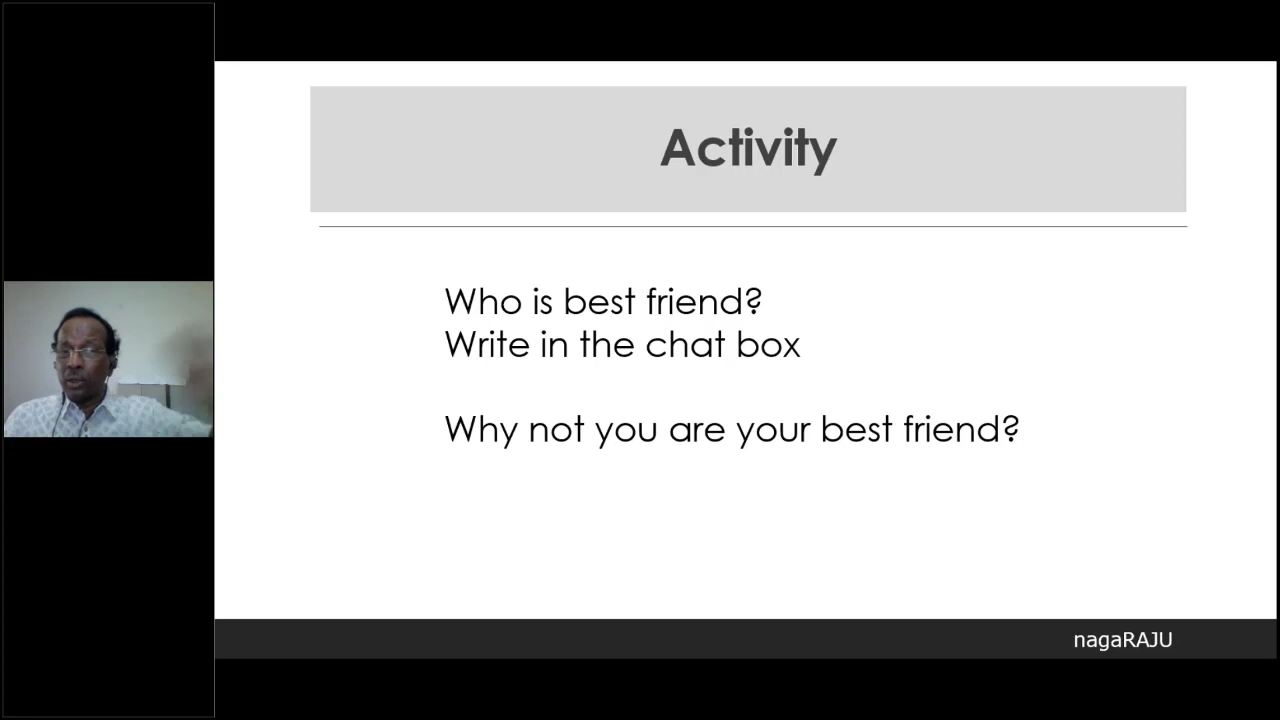 Activity
Who is best friend?
Write in the chat box
Why not you are your best friend?
nagaRAJU